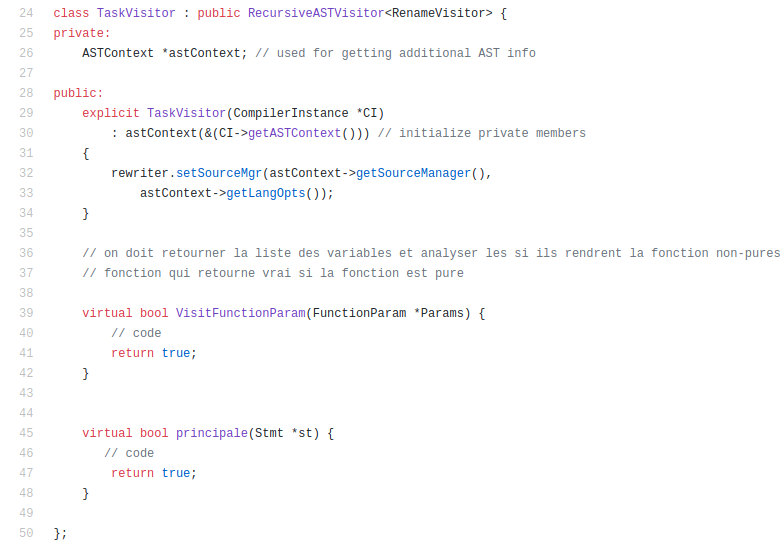 24 class TaskVisitor : public RecursiveASTVisitor<RenameVisitor> {
25 private:
26     ASTContext *astContext; // used for getting additional AST info
27
28 public:
29     explicit TaskVisitor(CompilerInstance *CI)
30         : astContext(&(CI->getASTContext())) // initialize private members
31     {
32         rewriter.setSourceMgr(astContext->getSourceManager(),
33             astContext->getLangOpts());
34     }
35
36     // on doit retourner la liste des variables et analyser les si ils rendrent la fonction non-pures
37     // fonction qui retourne vrai si la fonction est pure
38
39     virtual bool VisitFunctionParam(FunctionParam *Params) {
40         // code
41         return true;
42     }
43
44
45     virtual bool principale(Stmt *st) {
46        // code
47         return true;
48     }
49
50 };